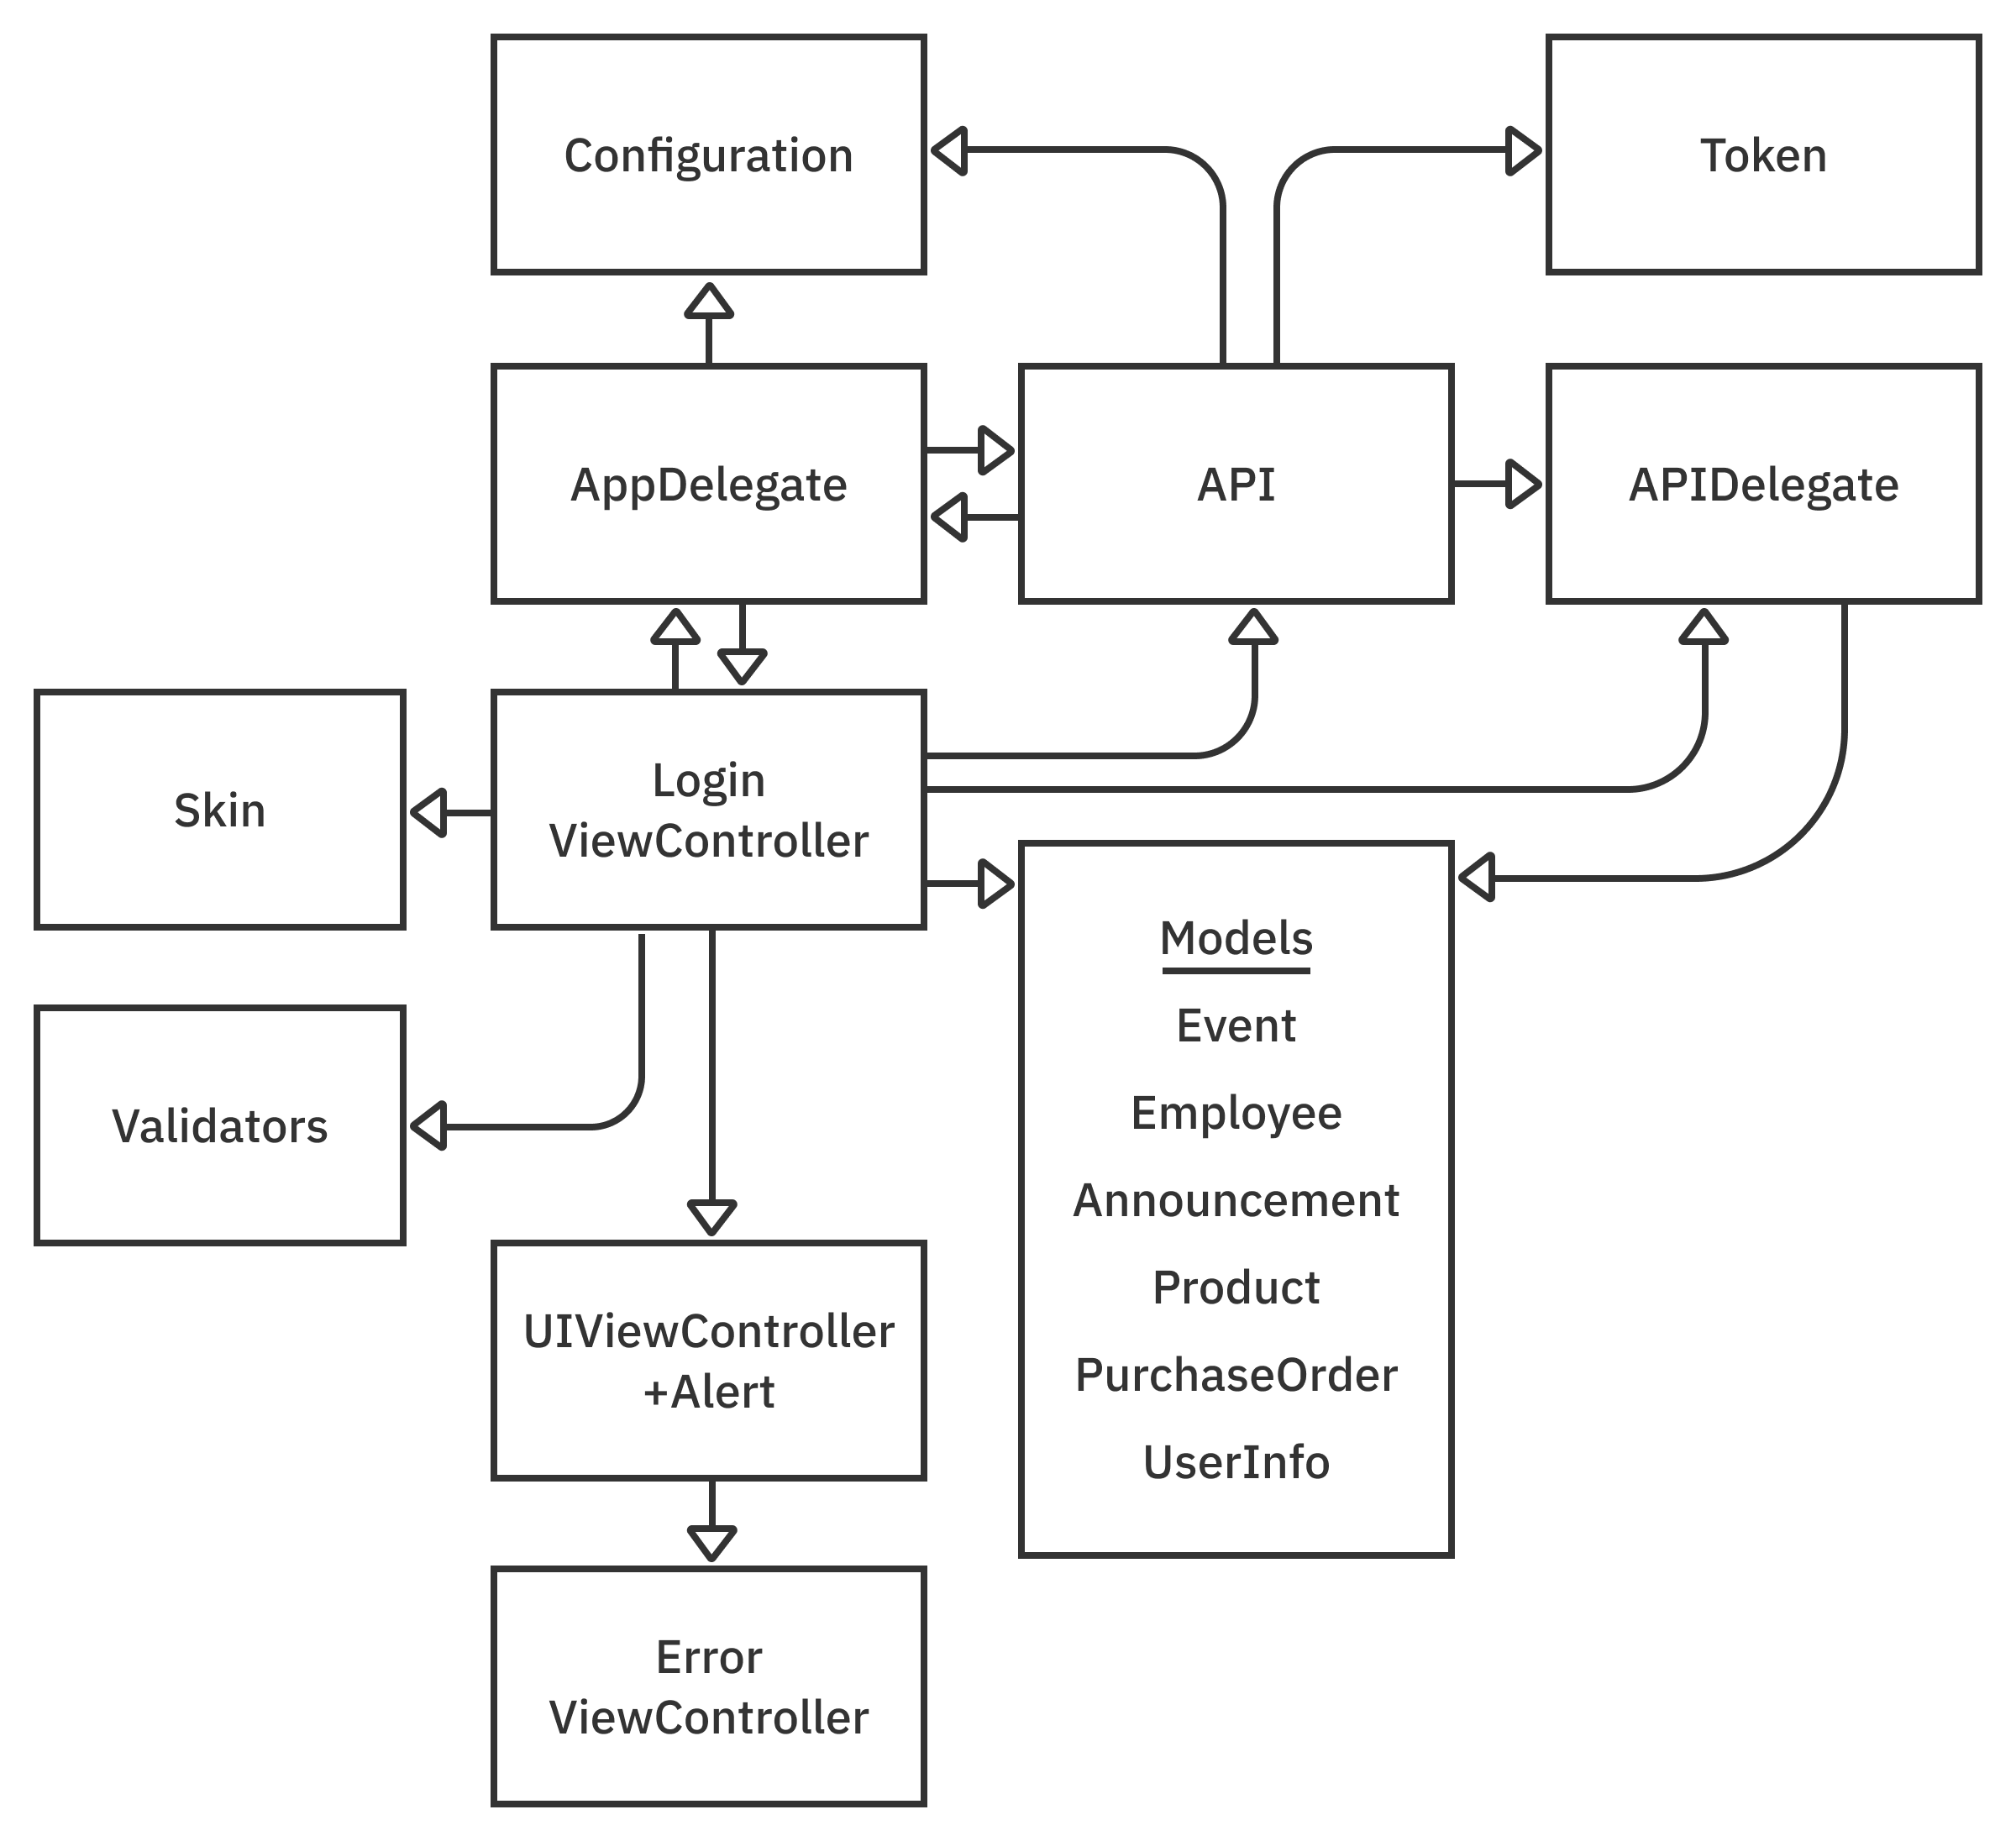 Configuration
Token
AppDelegate
API
APIDelegate
Skin
Login
ViewController
Models
Event
Employee
Announcement
Product
PurchaseOrder
UserInfo
Validators
UIViewController
+Alert
Error
ViewController